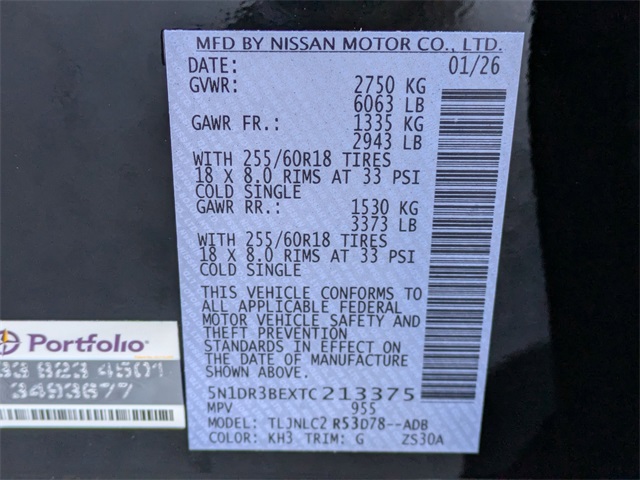 MFD BY NISSAN MOTOR CO., LTD.
DATE: 01/26
GVWR: 2750 KG
6063 LB
GAWR FR.: 1335 KG
2943 LB
WITH 255/60R18 TIRES
18 X 8.0 RIMS AT 33 PSI
COLD SINGLE
GAWR RR.: 1530 KG
3373 LB
WITH 255/60R18 TIRES
18 X 8.0 RIMS AT 33 PSI
COLD SINGLE
THIS VEHICLE CONFORMS TO
ALL APPLICABLE FEDERAL
MOTOR VEHICLE SAFETY AND
THEFT PREVENTION
STANDARDS IN EFFECT ON
THE DATE OF MANUFACTURE
SHOWN ABOVE.
5N1DR3BEXTC213375
MPV 955
MODEL: TLJNLC2 R53D78--ADB
COLOR: KH3 TRIM: G ZS30A
Portfolio
33 823 4501
3493677